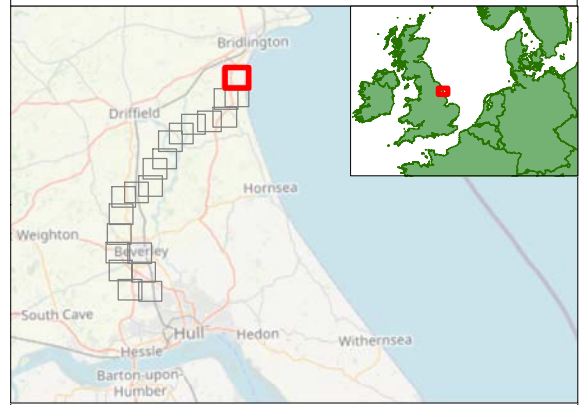 Bridlington
Driffield
Hornsea
Weighton
Beverley
South Cave
Hull
Hedon
Withernsea
Hessle
Barton-upon-
Humber